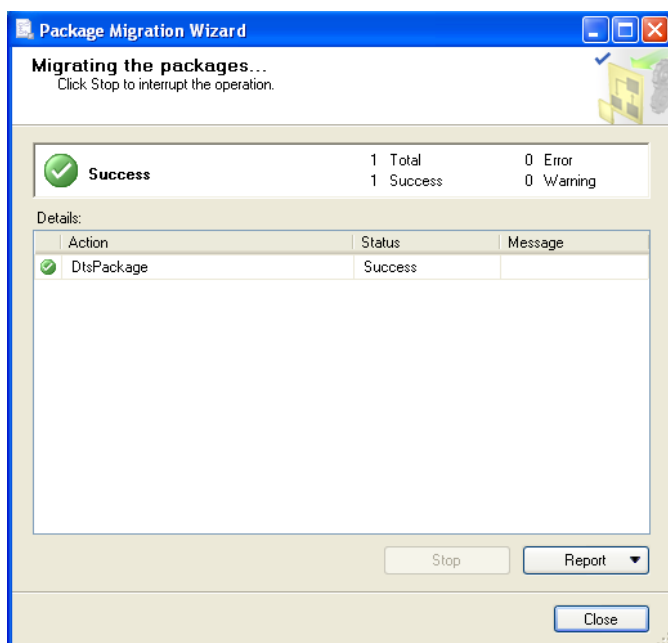 Package Migration Wizard
Migrating the packages...
Click Stop to interrupt the operation.
Success
1 Total 0 Error
1 Success 0 Warning
Details:
Action Status Message
DtsPackage Success
Stop Report
Close